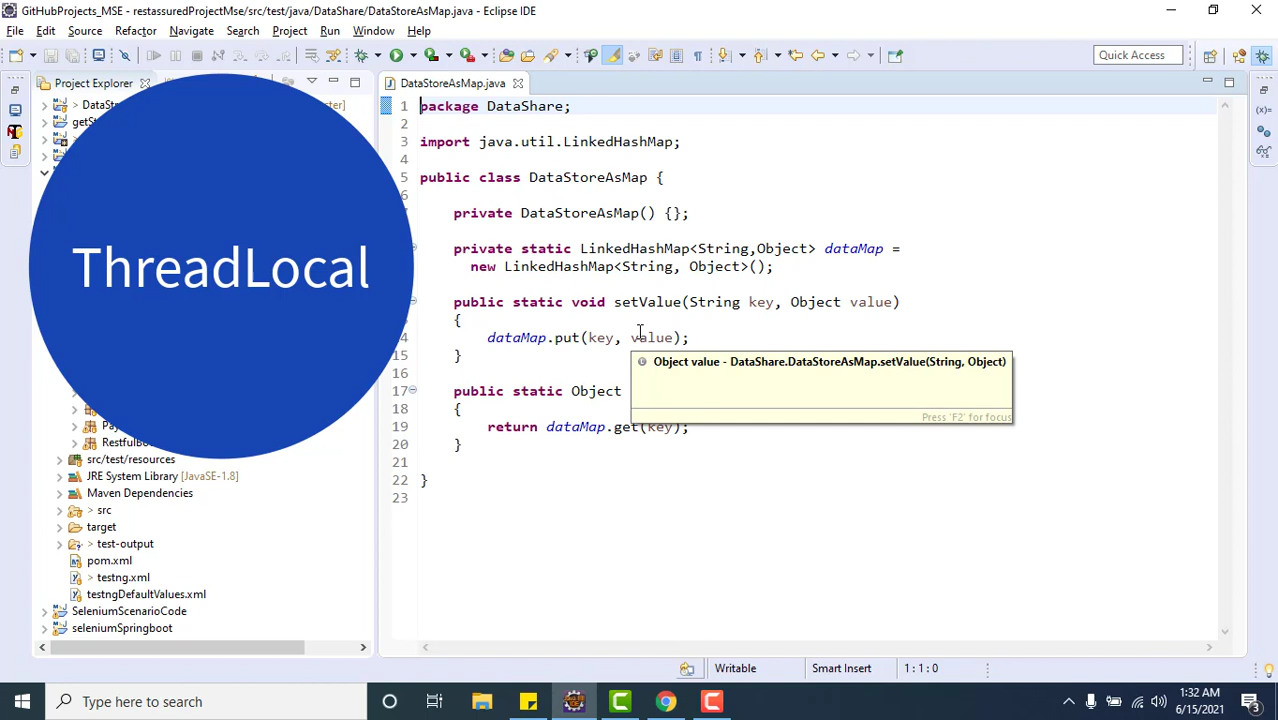 GitHubProjects_MSE - restassuredProjectMse/src/test/java/DataShare/DataStoreAsMap.java - Eclipse IDE
File Edit Source Refactor Navigate Search Project Run Window Help
Quick Access
Project Explorer
DataStoreAsMap.java
ThreadLocal
1 package DataShare;
2
3 import java.util.LinkedHashMap;
4
5 public class DataStoreAsMap {
private DataStoreAsMap() {};
private static LinkedHashMap<String,Object> dataMap =
new LinkedHashMap<String, Object>();
public static void setValue(String key, Object value)
{
4 dataMap.put(key, value);
15 }
16
17 public static Object
18 {
19 return dataMap.get(key);
20 }
21
22 }
23
Object value - DataShare.DataStoreAsMap.setValue(String, Object)
Press 'F2' for focus
src/test/resources
JRE System Library [JavaSE-1.8]
Maven Dependencies
> src
target
> test-output
pom.xml
> testng.xml
testngDefaultValues.xml
SeleniumScenarioCode
seleniumSpringboot
Writable
Smart Insert
1 : 1 : 0
Type here to search
1:32 AM
6/15/2021
3